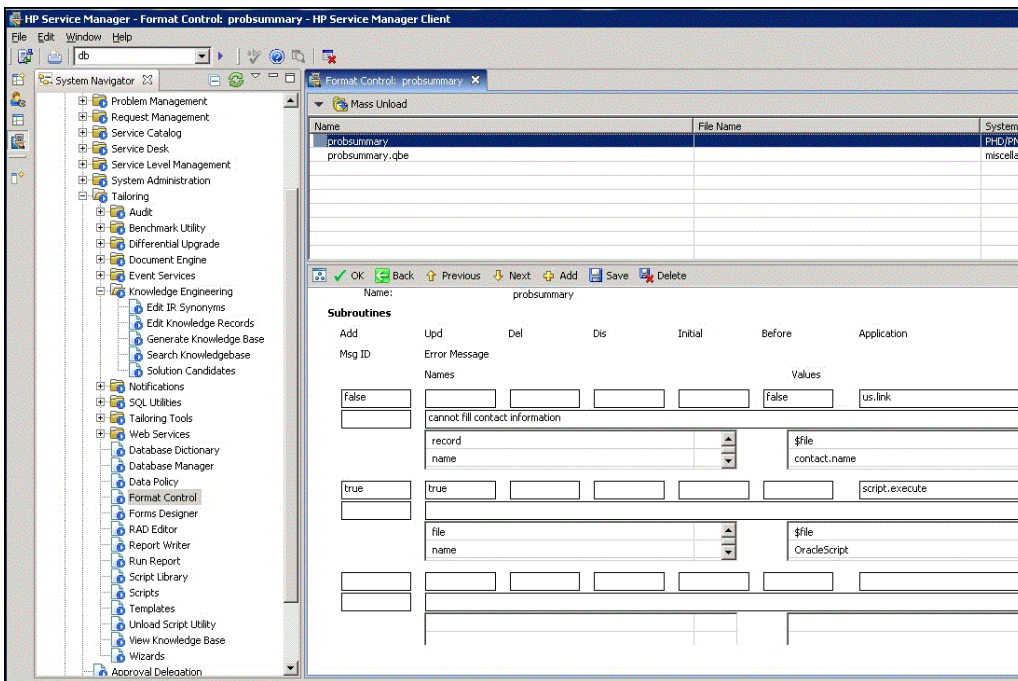 HP Service Manager - Format Control: probsummary - HP Service Manager Client
File Edit Window Help
db
System Navigator
Problem Management
Request Management
Service Catalog
Service Desk
Service Level Management
System Administration
Tailoring
Audit
Benchmark Utility
Differential Upgrade
Document Engine
Event Services
Knowledge Engineering
Edit IR Synonyms
Edit Knowledge Records
Generate Knowledge Base
Search Knowledgebase
Solution Candidates
Notifications
SQL Utilities
Tailoring Tools
Web Services
Database Dictionary
Database Manager
Data Policy
Format Control
Forms Designer
RAD Editor
Report Writer
Run Report
Script Library
Scripts
Templates
Unload Script Utility
View Knowledge Base
Wizards
Approval Delegation
Format Control: probsummary
Mass Unload
Name File Name System
probsummary PHD/PN
probsummary.qbe miscella
OK Back Previous Next Add Save Delete
Name: probsummary
Subroutines
Add Upd Del Dis Initial Before Application
Msg ID Error Message
Names Values
false false us.link
cannot fill contact information
record $file
name contact.name
true true script.execute
file $file
name OracleScript